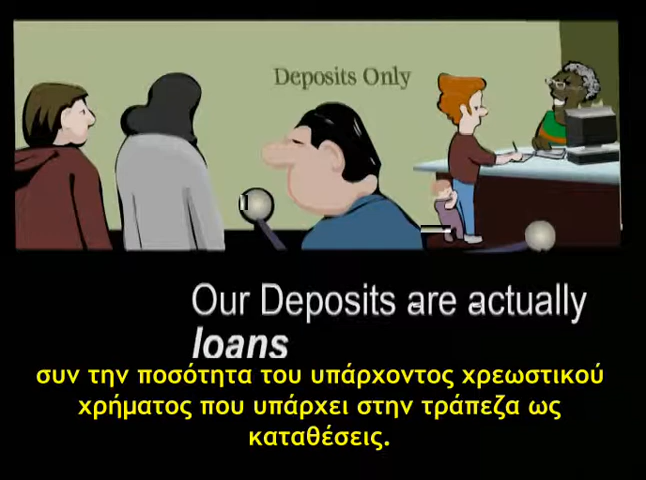 Deposits Only
Our Deposits are actually
loans
συν την ποσότητα του υπάρχοντος χρεωστικού
χρήματος που υπάρχει στην τράπεζα ως
καταθέσεις.